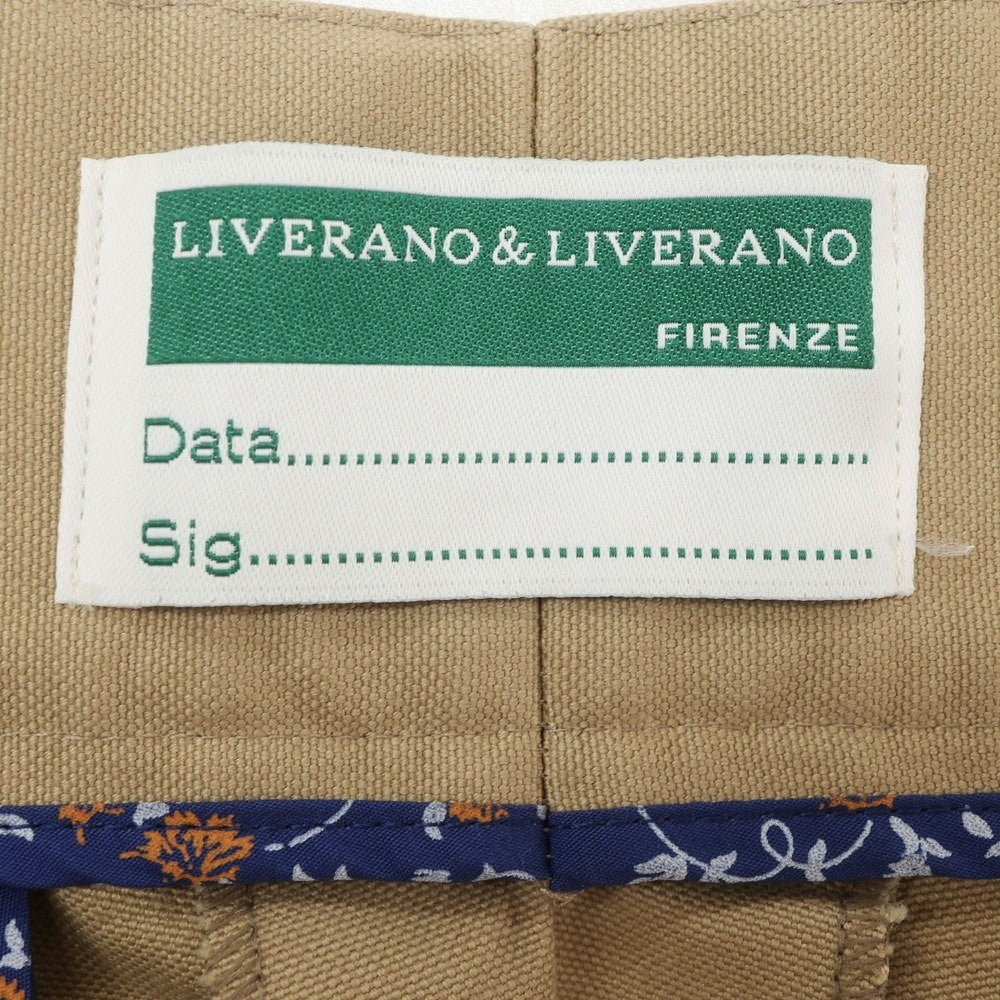 LIVERANO & LIVERANO
FIRENZE
Data........................................
Sig..........................................